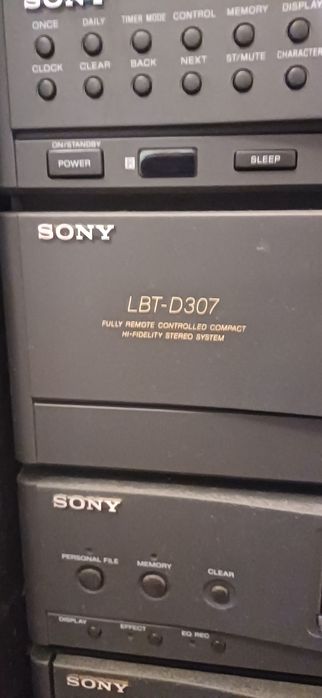 SONY
ONCE DAILY TIMER MODE CONTROL MEMORY DISPLAY
CLOCK CLEAR BACK NEXT ST/MUTE CHARACTER
ON/STANDBY
POWER
R
SLEEP
SONY
LBT-D307
FULLY REMOTE CONTROLLED COMPACT
HI-FIDELITY STEREO SYSTEM
SONY
PERSONAL FILE MEMORY CLEAR
DISPLAY EFFECT EQ REC
SONY